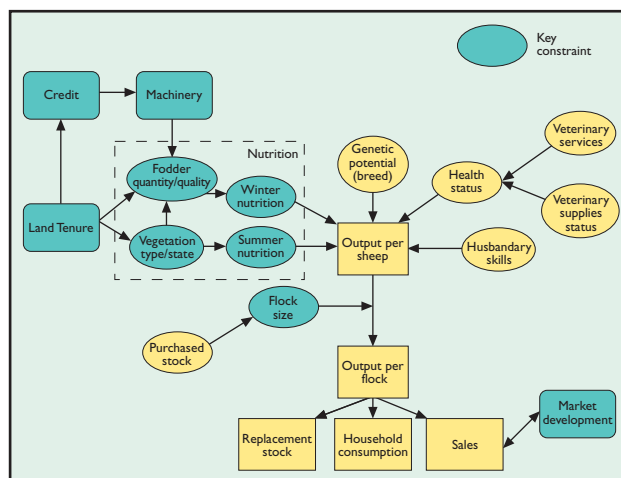 Key
constraint
Credit
Machinery
Nutrition
Fodder
quantity/quality
Winter
nutrition
Land Tenure
Vegetation
type/state
Summer
nutrition
Genetic
potential
(breed)
Health
status
Veterinary
services
Veterinary
supplies
status
Output per
sheep
Husbandary
skills
Flock
size
Purchased
stock
Output per
flock
Replacement
stock
Household
consumption
Sales
Market
development